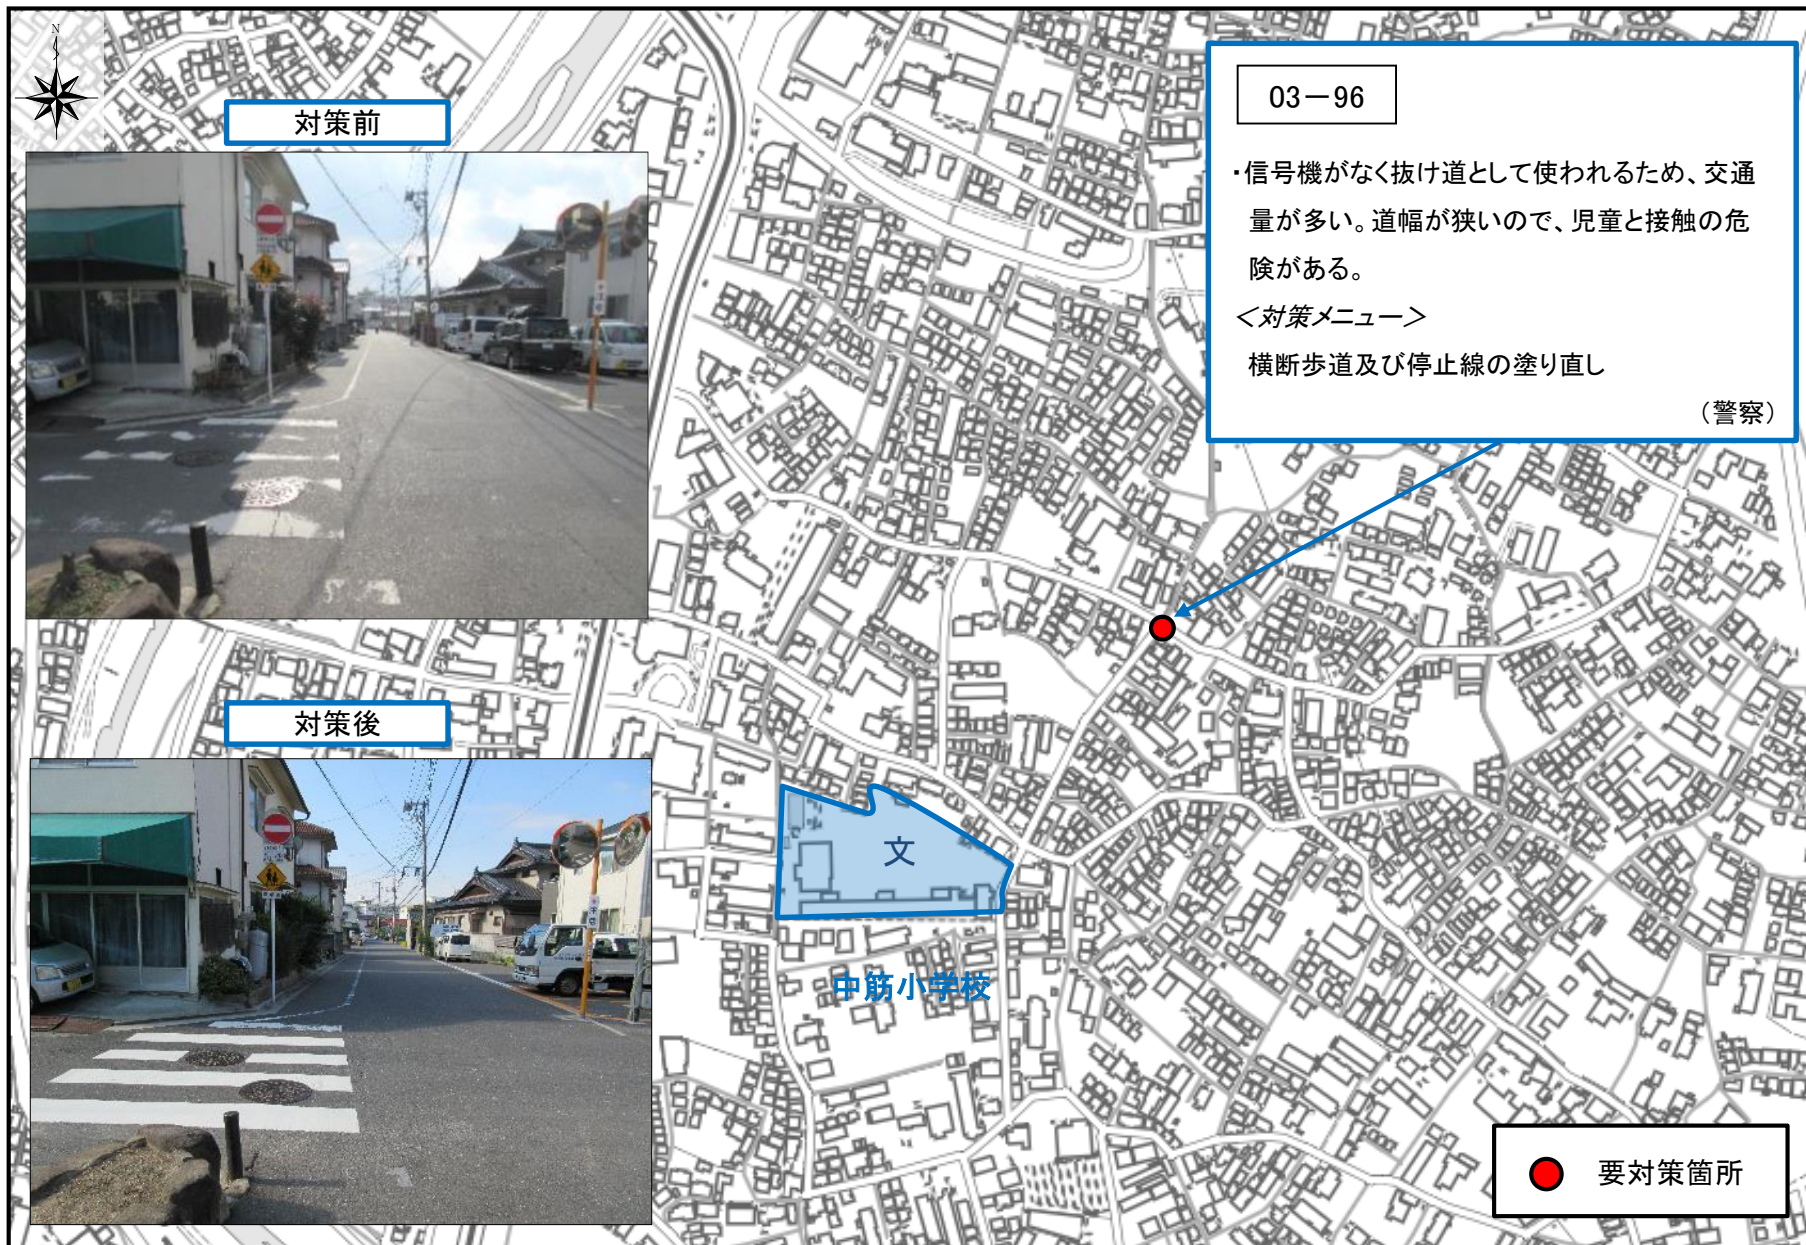 N
対策前
03－96
・信号機がなく抜け道として使われるため、交通
量が多い。道幅が狭いので、児童と接触の危
険がある。
＜対策メニュー＞
横断歩道及び停止線の塗り直し
（警察）
対策後
文
中筋小学校
要対策箇所